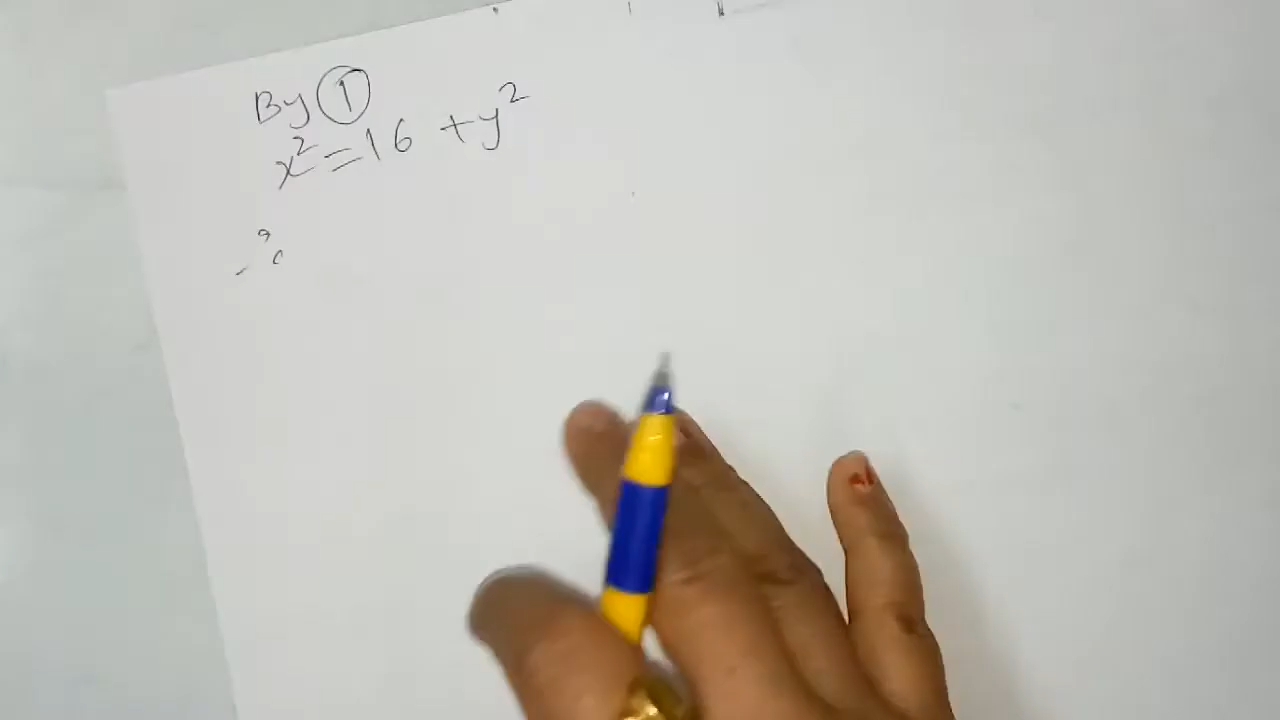 By ①
x² = 16 + y²